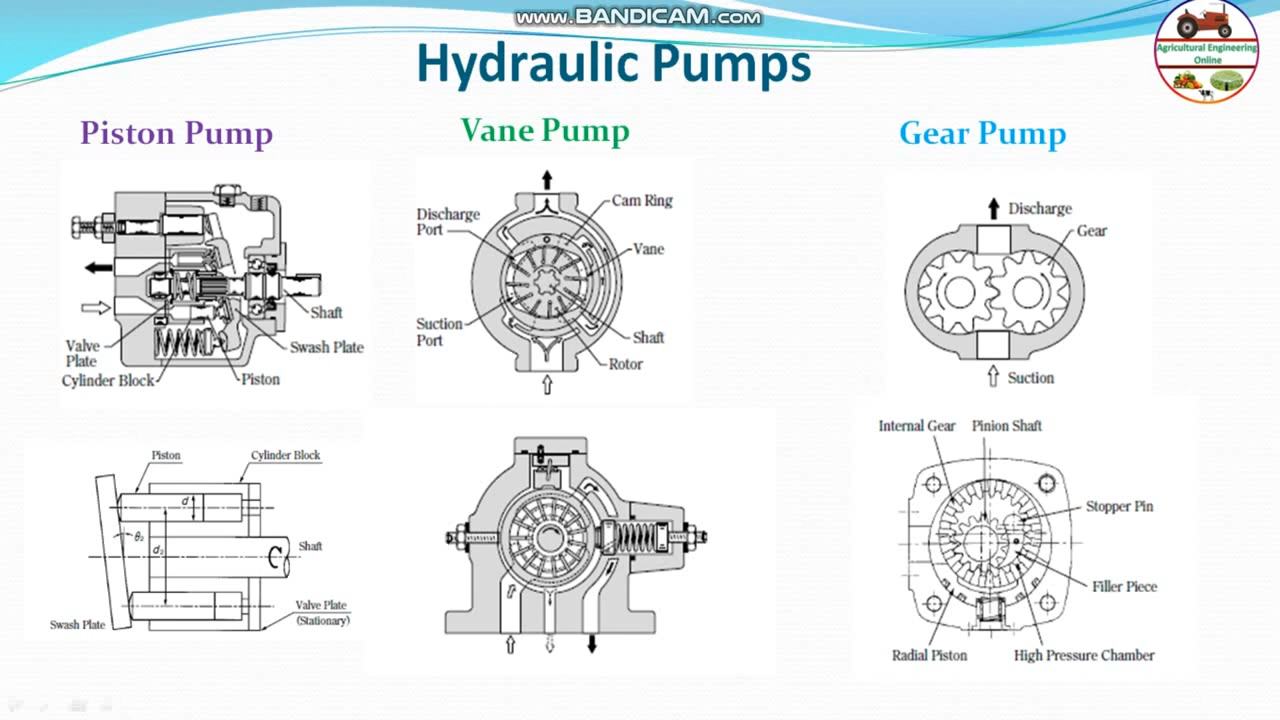 www.BANDICAM.com
Hydraulic Pumps
Agricultural Engineering
Online
Piston Pump
Vane Pump
Gear Pump
Shaft
Valve
Plate
Swash Plate
Cylinder Block
Piston
Discharge
Port
Cam Ring
Vane
Suction
Port
Shaft
Rotor
Discharge
Gear
Suction
Piston
Cylinder Block
d
θ₂
d₂
Shaft
Valve Plate
(Stationary)
Swash Plate
Internal Gear
Pinion Shaft
Stopper Pin
Filler Piece
Radial Piston
High Pressure Chamber